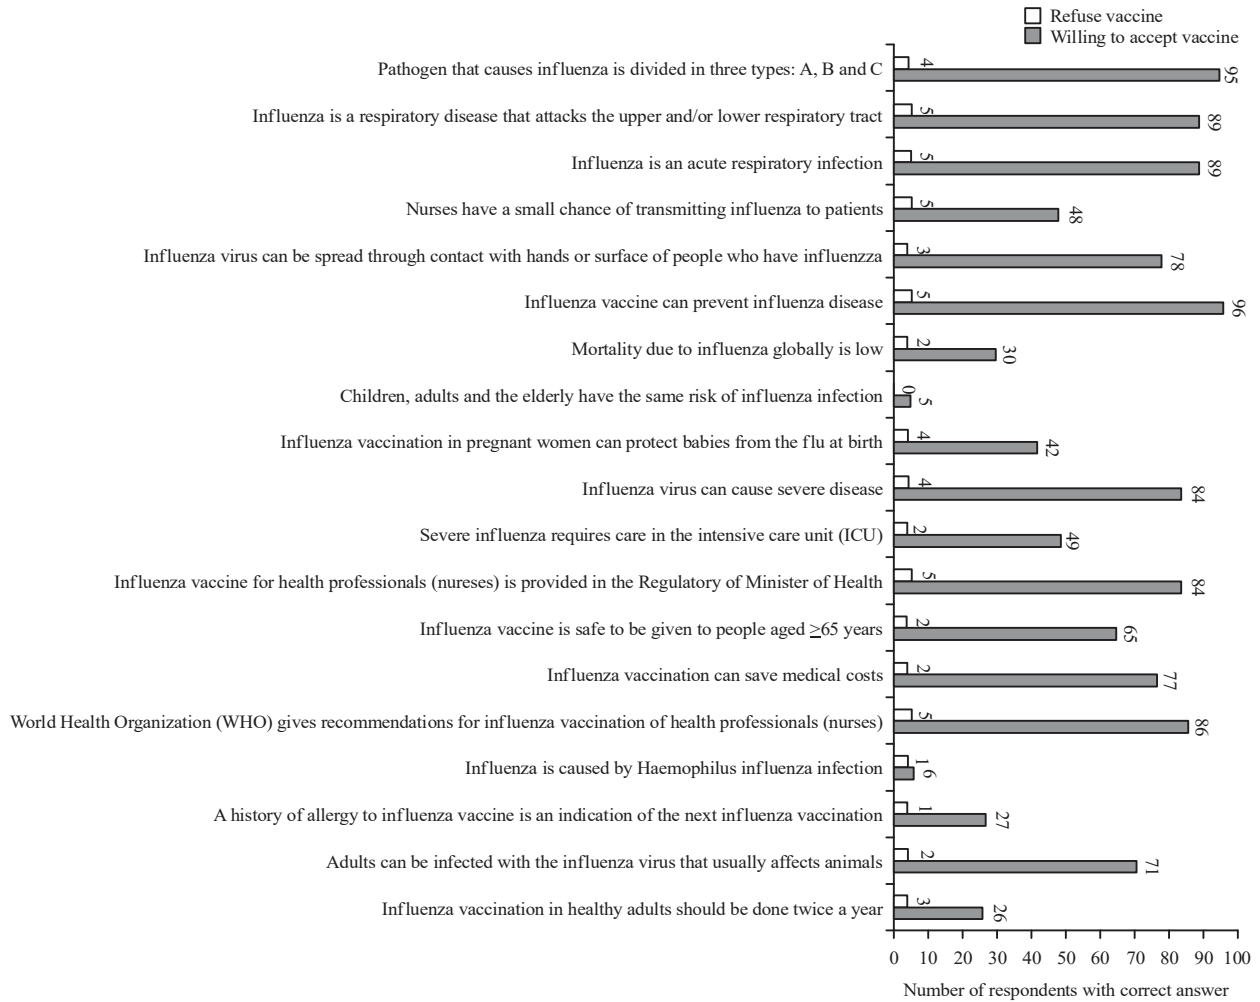 Refuse vaccine
Willing to accept vaccine
Pathogen that causes influenza is divided in three types: A, B and C
4
95
Influenza is a respiratory disease that attacks the upper and/or lower respiratory tract
5
89
Influenza is an acute respiratory infection
5
89
Nurses have a small chance of transmitting influenza to patients
5
48
Influenza virus can be spread through contact with hands or surface of people who have influenzza
3
78
Influenza vaccine can prevent influenza disease
5
96
Mortality due to influenza globally is low
2
30
Children, adults and the elderly have the same risk of influenza infection
0
5
Influenza vaccination in pregnant women can protect babies from the flu at birth
4
42
Influenza virus can cause severe disease
4
84
Severe influenza requires care in the intensive care unit (ICU)
2
49
Influenza vaccine for health professionals (nureses) is provided in the Regulatory of Minister of Health
5
84
Influenza vaccine is safe to be given to people aged ≥65 years
2
65
Influenza vaccination can save medical costs
2
77
World Health Organization (WHO) gives recommendations for influenza vaccination of health professionals (nurses)
5
86
Influenza is caused by Haemophilus influenza infection
1
6
A history of allergy to influenza vaccine is an indication of the next influenza vaccination
1
27
Adults can be infected with the influenza virus that usually affects animals
2
71
Influenza vaccination in healthy adults should be done twice a year
3
26
0 10 20 30 40 50 60 70 80 90 100
Number of respondents with correct answer